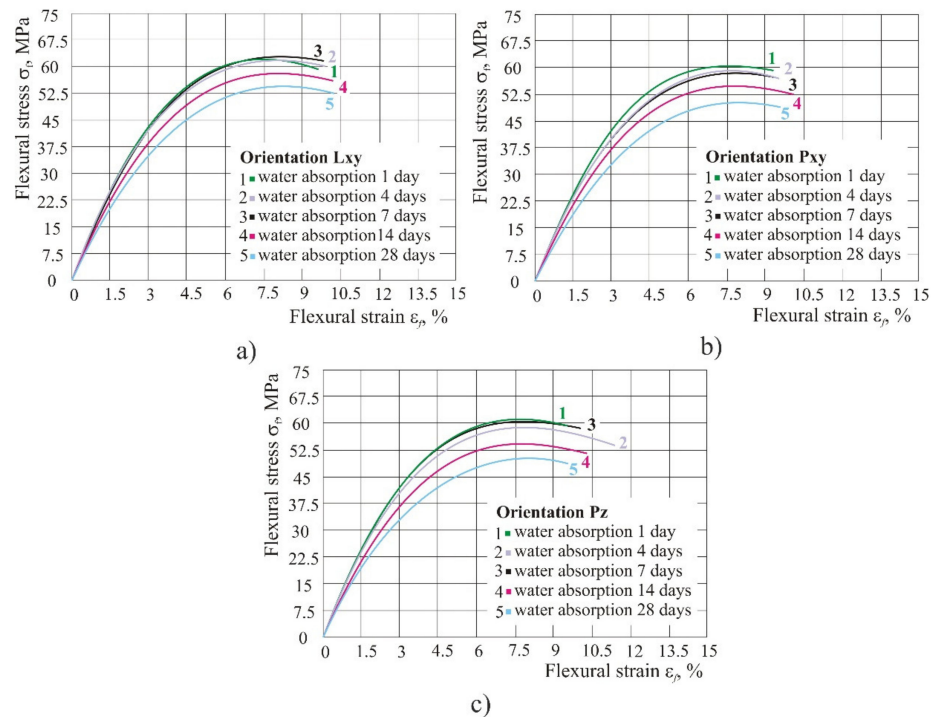 75
67.5
60
52.5
45
37.5
30
22.5
15
7.5
0
Flexural stress σf, MPa
0 1.5 3 4.5 6 7.5 9 10.5 12 13.5 15
Flexural strain εf, %
3
2
1
4
5
Orientation Lxy
1 water absorption 1 day
2 water absorption 4 days
3 water absorption 7 days
4 water absorption14 days
5 water absorption 28 days
a)
75
67.5
60
52.5
45
37.5
30
22.5
15
7.5
0
Flexural stress σf, MPa
0 1.5 3 4.5 6 7.5 9 10.5 12 13.5 15
Flexural strain εf, %
1
2
3
4
5
Orientation Pxy
1 water absorption 1 day
2 water absorption 4 days
3 water absorption 7 days
4 water absorption 14 days
5 water absorption 28 days
b)
75
67.5
60
52.5
45
37.5
30
22.5
15
7.5
0
Flexural stress σf, MPa
0 1.5 3 4.5 6 7.5 9 10.5 12 13.5 15
Flexural strain εf, %
1
3
2
4
5
Orientation Pz
1 water absorption 1 day
2 water absorption 4 days
3 water absorption 7 days
4 water absorption 14 days
5 water absorption 28 days
c)